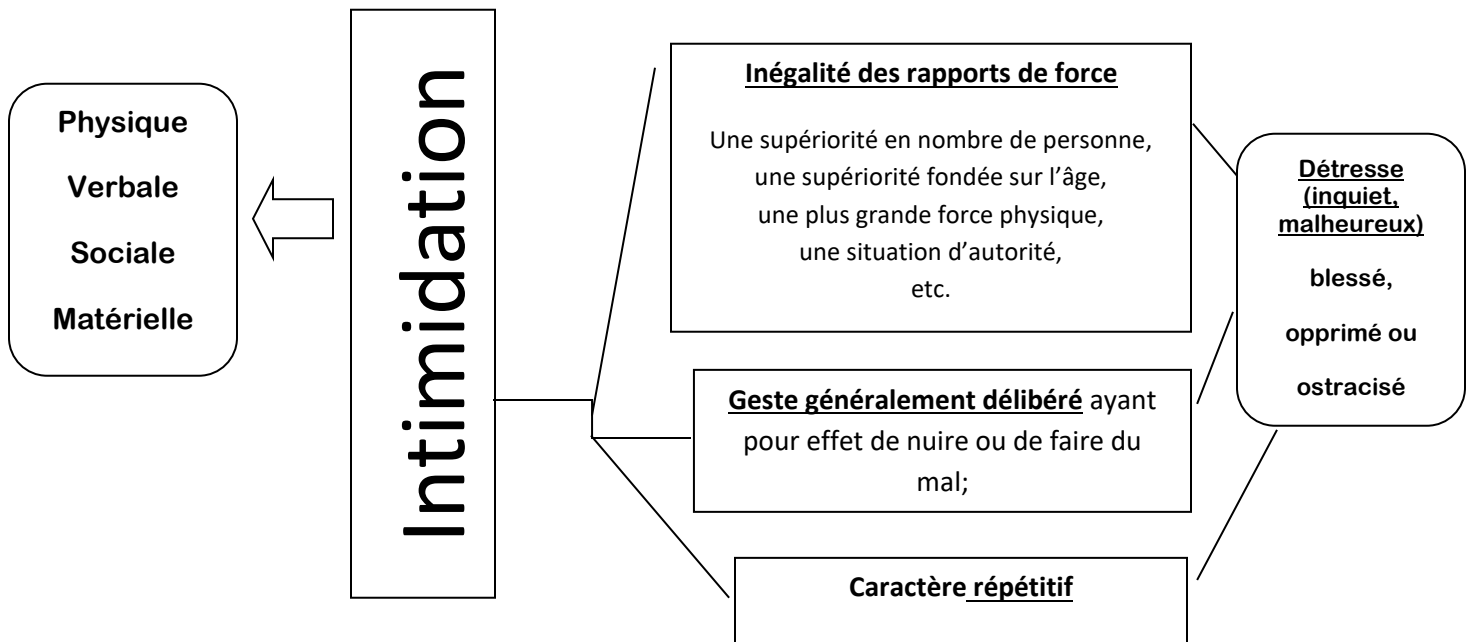 Physique
Verbale
Sociale
Matérielle
Intimidation
Inégalité des rapports de force
Une supériorité en nombre de personne,
une supériorité fondée sur l’âge,
une plus grande force physique,
une situation d’autorité,
etc.
Geste généralement délibéré ayant
pour effet de nuire ou de faire du
mal;
Caractère répétitif
Détresse
(inquiet,
malheureux)
blessé,
opprimé ou
ostracisé